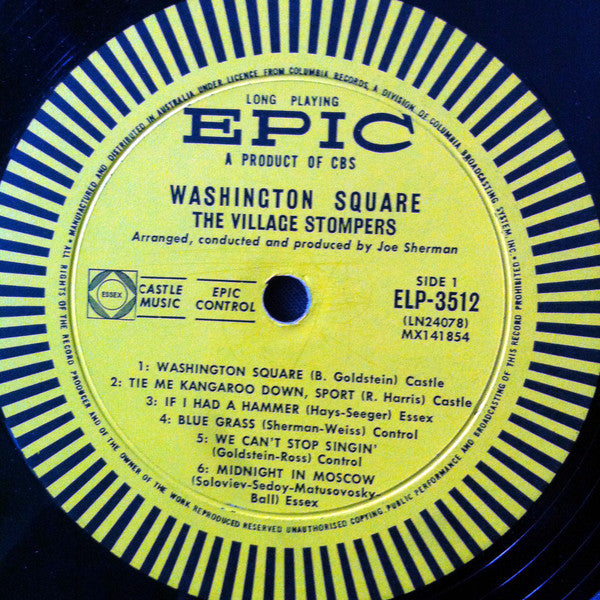 • MANUFACTURED AND DISTRIBUTED IN AUSTRALIA UNDER LICENCE FROM COLUMBIA RECORDS, A DIVISION OF COLUMBIA BROADCASTING SYSTEM, INC. •
LONG PLAYING
EPIC
A PRODUCT OF CBS
WASHINGTON SQUARE
THE VILLAGE STOMPERS
Arranged, conducted and produced by Joe Sherman
ESSEX
CASTLE MUSIC
EPIC CONTROL
SIDE 1
ELP-3512
(LN24078)
MX141854
1: WASHINGTON SQUARE (B. Goldstein) Castle
2: TIE ME KANGAROO DOWN, SPORT (R. Harris) Castle
3: IF I HAD A HAMMER (Hays-Seeger) Essex
4: BLUE GRASS (Sherman-Weiss) Control
5: WE CAN'T STOP SINGIN'
(Goldstein-Ross) Control
6: MIDNIGHT IN MOSCOW
(Soloviev-Sedoy-Matusovosky-
Ball) Essex
• ALL RIGHTS OF THE RECORD PRODUCER AND OF THE OWNER OF THE WORK REPRODUCED RESERVED UNAUTHORISED COPYING, PUBLIC PERFORMANCE AND BROADCASTING OF THIS RECORD PROHIBITED •